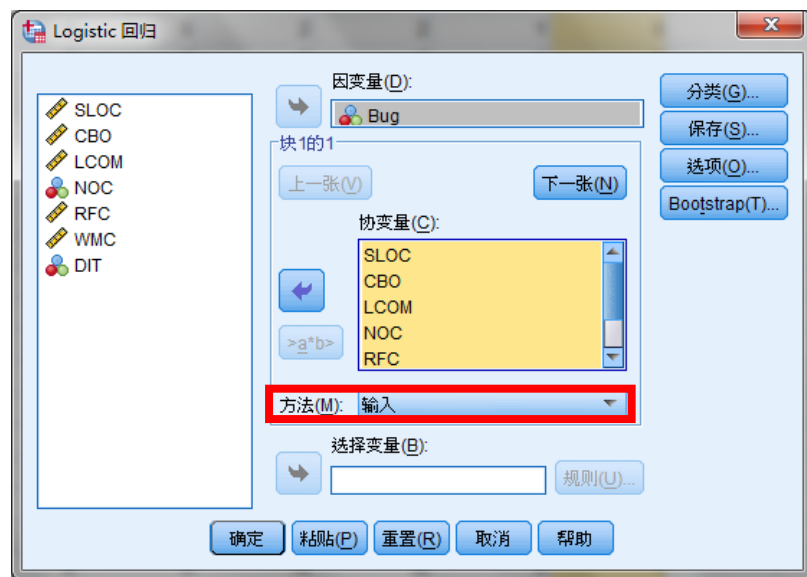 Logistic 回归
SLOC
CBO
LCOM
NOC
RFC
WMC
DIT
因变量(D):
Bug
块1的1
上一张(V)
下一张(N)
协变量(C):
SLOC
CBO
LCOM
NOC
RFC
>a*b>
方法(M): 输入
选择变量(B):
规则(U)...
分类(G)...
保存(S)...
选项(O)...
Bootstrap(T)...
确定 粘贴(P) 重置(R) 取消 帮助